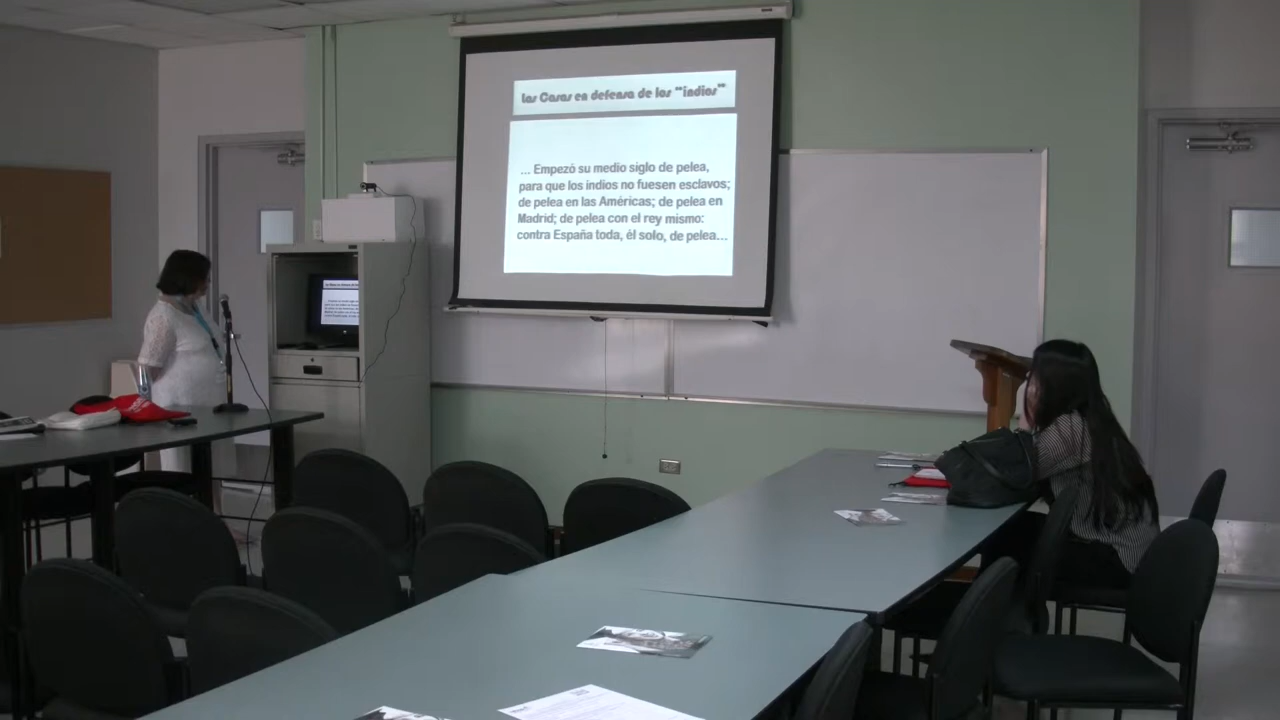 Las Casas en defensa de los "indios"
... Empezó su medio siglo de pelea,
para que los indios no fuesen esclavos;
de pelea en las Américas; de pelea en
Madrid; de pelea con el rey mismo:
contra España toda, él solo, de pelea...